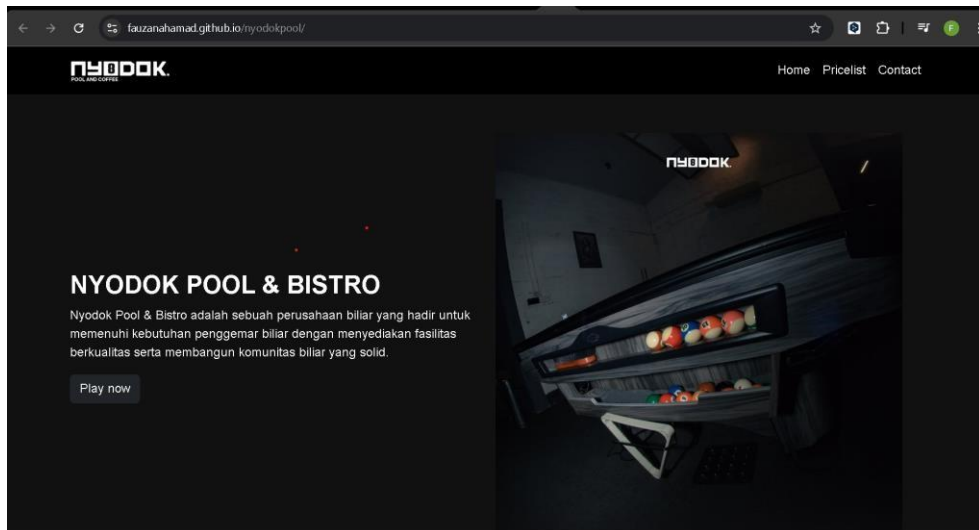 fauzanahamad.github.io/nyodokpool/
F
NYODOK.
POOL AND COFFEE
Home Pricelist Contact
NYODOK.
NYODOK POOL & BISTRO
Nyodok Pool & Bistro adalah sebuah perusahaan biliar yang hadir untuk
memenuhi kebutuhan penggemar biliar dengan menyediakan fasilitas
berkualitas serta membangun komunitas biliar yang solid.
Play now